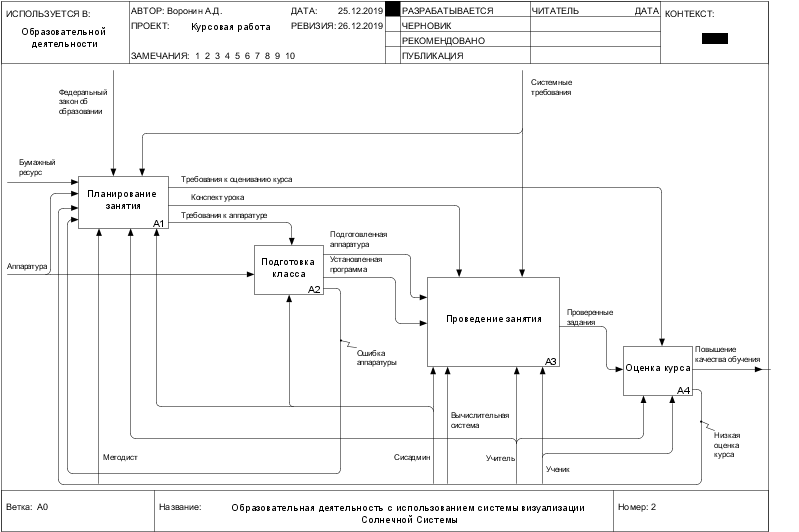 ИСПОЛЬЗУЕТСЯ В:
Образовательной
деятельности
АВТОР: Воронин А.Д.
ДАТА: 25.12.2019
ПРОЕКТ: Курсовая работа
РЕВИЗИЯ: 26.12.2019
ЗАМЕЧАНИЯ: 1 2 3 4 5 6 7 8 9 10
РАЗРАБАТЫВАЕТСЯ
ЧЕРНОВИК
РЕКОМЕНДОВАНО
ПУБЛИКАЦИЯ
ЧИТАТЕЛЬ ДАТА
КОНТЕКСТ:
Федеральный
закон об
образовании
Системные
требования
Бумажный
ресурс
Планирование
занятия
A1
Требования к оцениванию курса
Конспект урока
Требования к аппаратуре
Аппаратура
Подготовка
класса
A2
Подготовленная
аппаратура
Установленная
программа
Проведение занятия
A3
Проверенные
задания
Оценка курса
A4
Повышение
качества обучения
Ошибка
аппаратуры
Вычислительная
система
Низкая
оценка
курса
Методист
Сисадмин
Учитель
Ученик
Ветка: A0
Название:
Образовательная деятельность с использованием системы визуализации
Солнечной Системы
Номер: 2